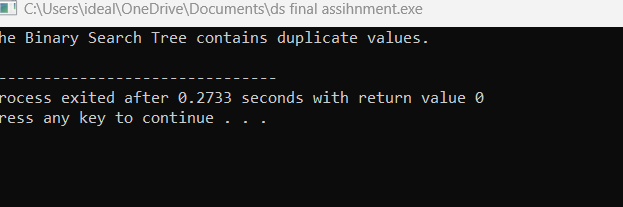 C:\Users\ideal\OneDrive\Documents\ds final assihnment.exe
he Binary Search Tree contains duplicate values.
--------------------------------
rocess exited after 0.2733 seconds with return value 0
ress any key to continue . . .